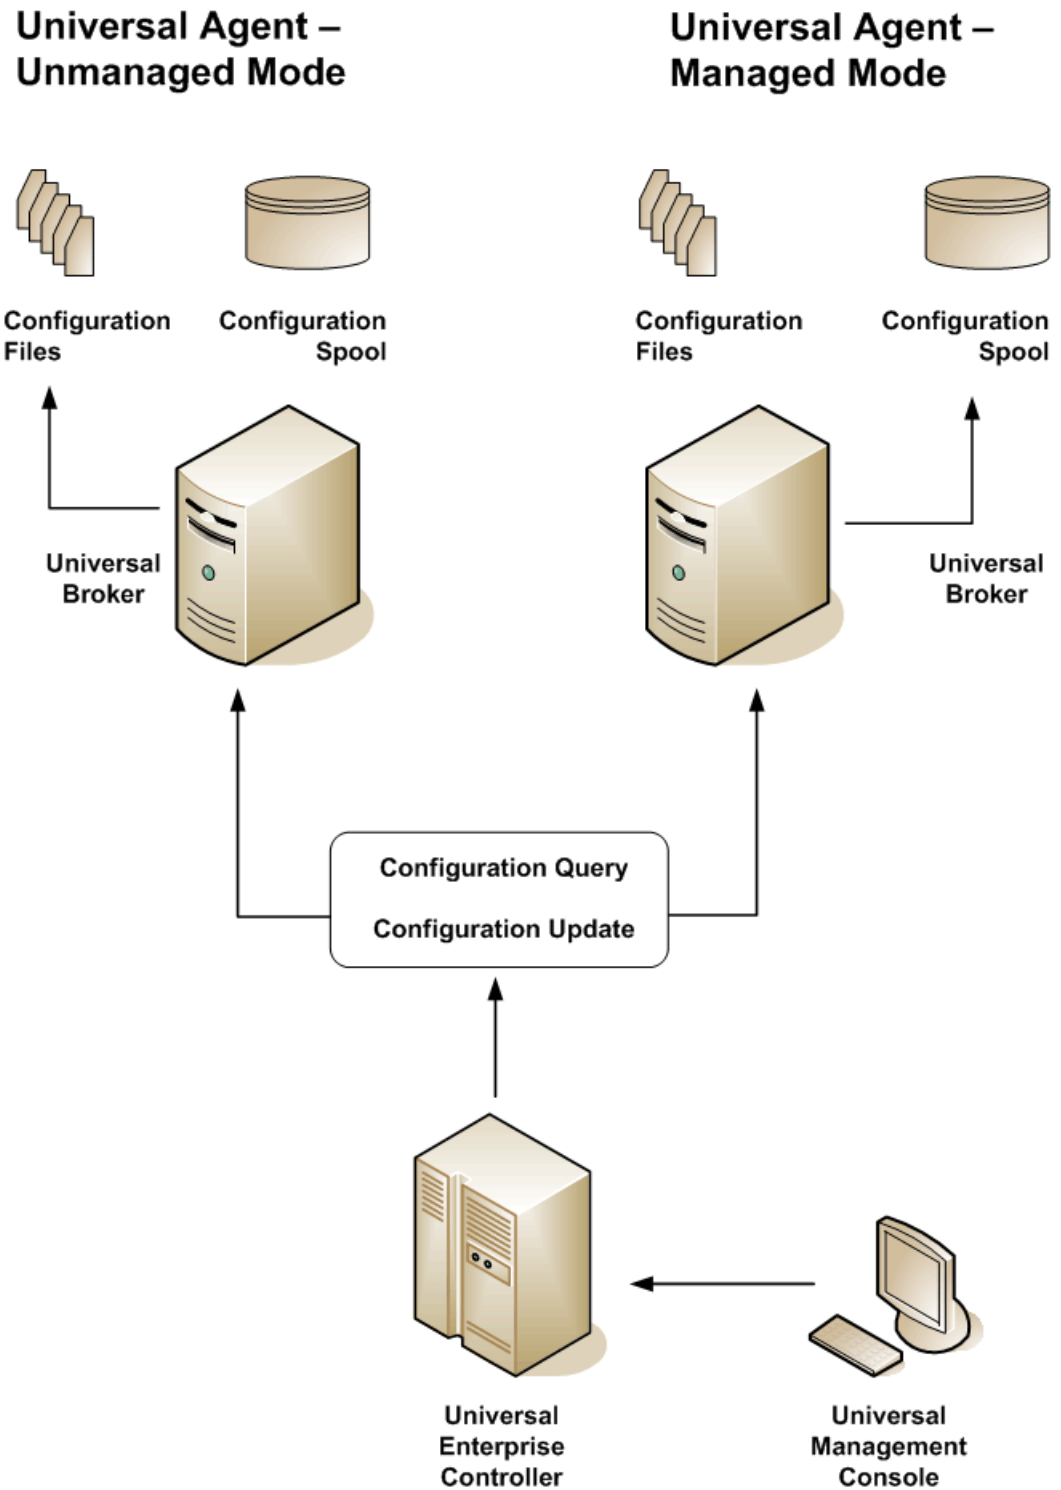 Universal Agent –
Unmanaged Mode
Universal Agent –
Managed Mode
Configuration
Files
Configuration
Spool
Configuration
Files
Configuration
Spool
Universal
Broker
Universal
Broker
Configuration Query
Configuration Update
Universal
Enterprise
Controller
Universal
Management
Console